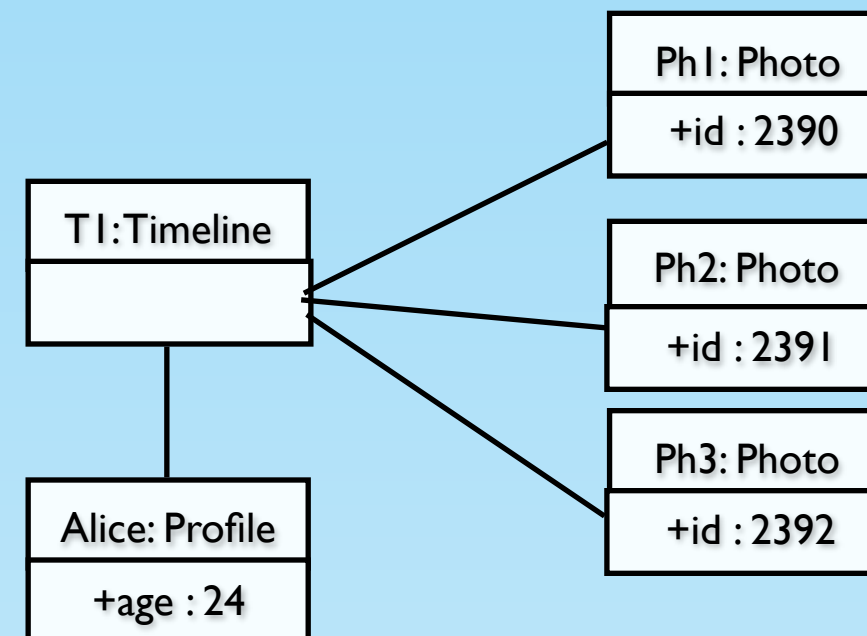 Ph1: Photo
+id : 2390
T1: Timeline
Ph2: Photo
+id : 2391
Ph3: Photo
+id : 2392
Alice: Profile
+age : 24